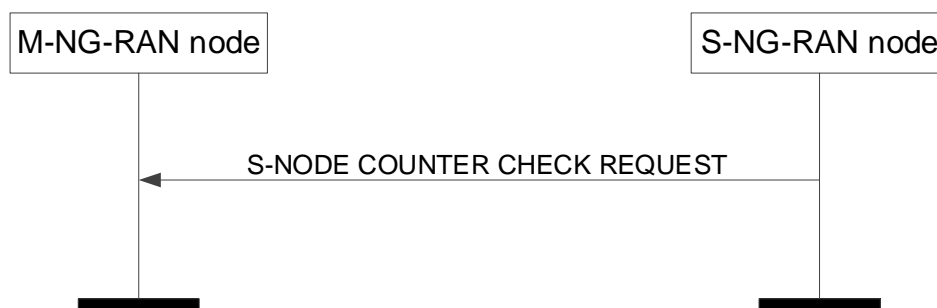 M-NG-RAN node
S-NG-RAN node
S-NODE COUNTER CHECK REQUEST